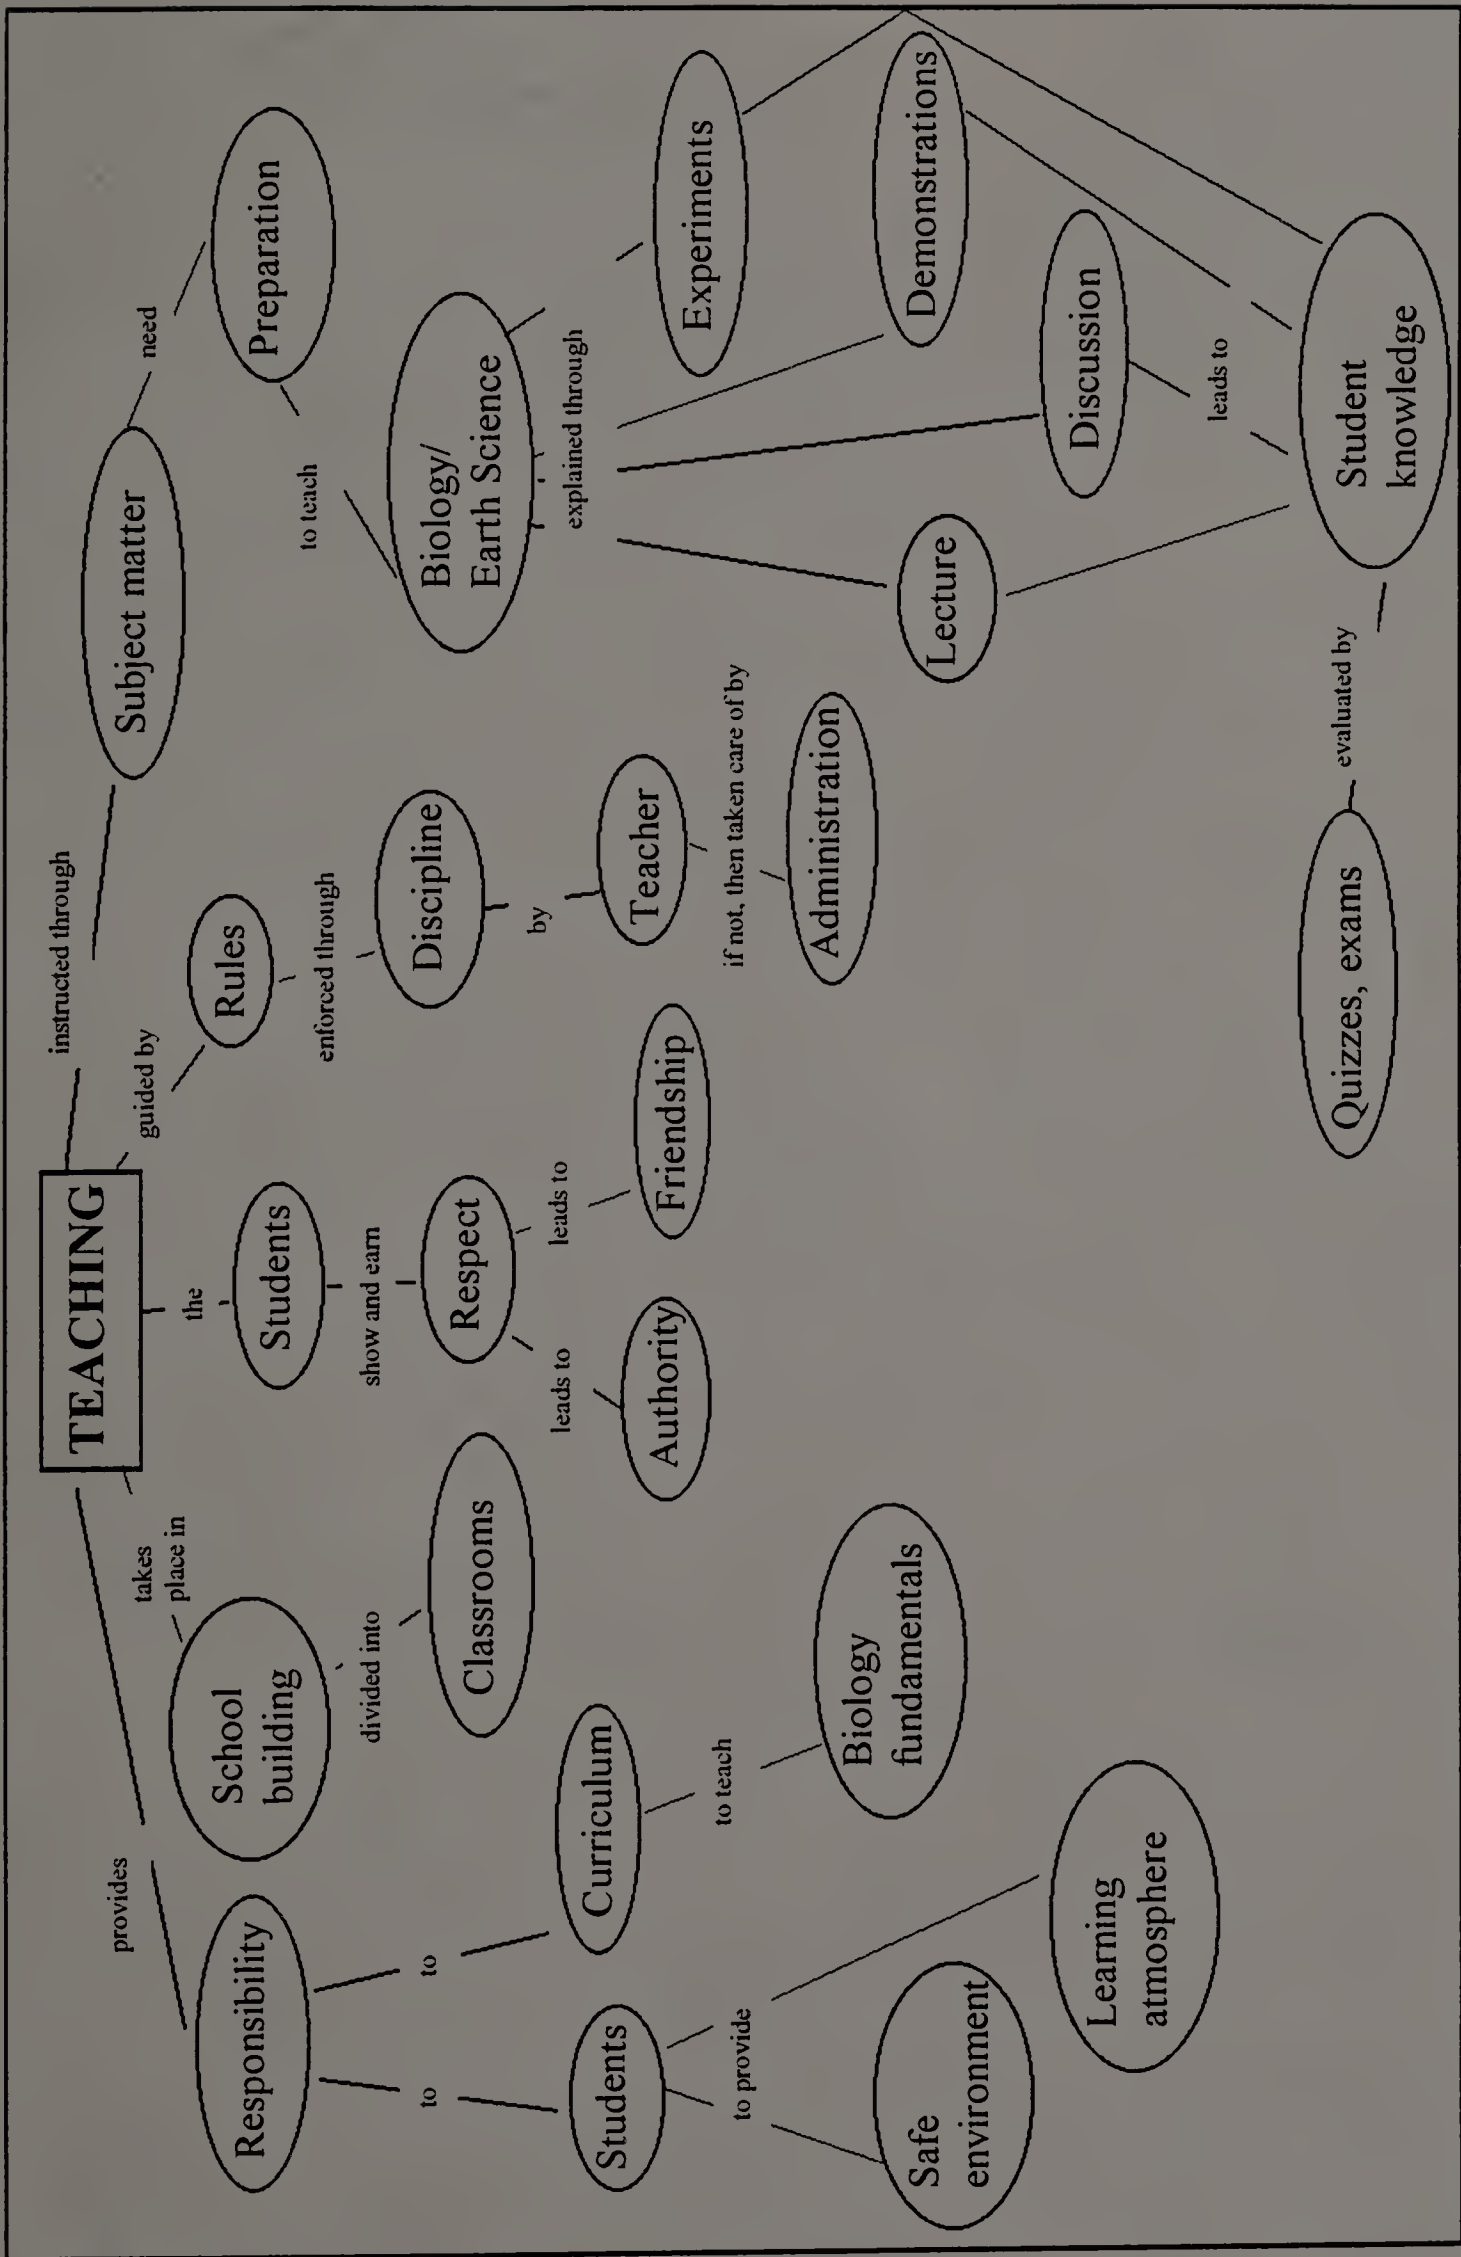 TEACHING
provides
takes
place in
the
guided by
instructed through
Responsibility
School
building
Students
Rules
Subject matter
need
Preparation
to
to
divided into
show and earn
enforced through
to teach
Students
Curriculum
Classrooms
Respect
Discipline
Biology/
Earth Science
to provide
to teach
leads to
leads to
by
explained through
Safe
environment
Learning
atmosphere
Biology
fundamentals
Authority
Friendship
Teacher
if not, then taken care of by
Administration
Lecture
Discussion
Demonstrations
Experiments
leads to
Student
knowledge
evaluated by
Quizzes, exams